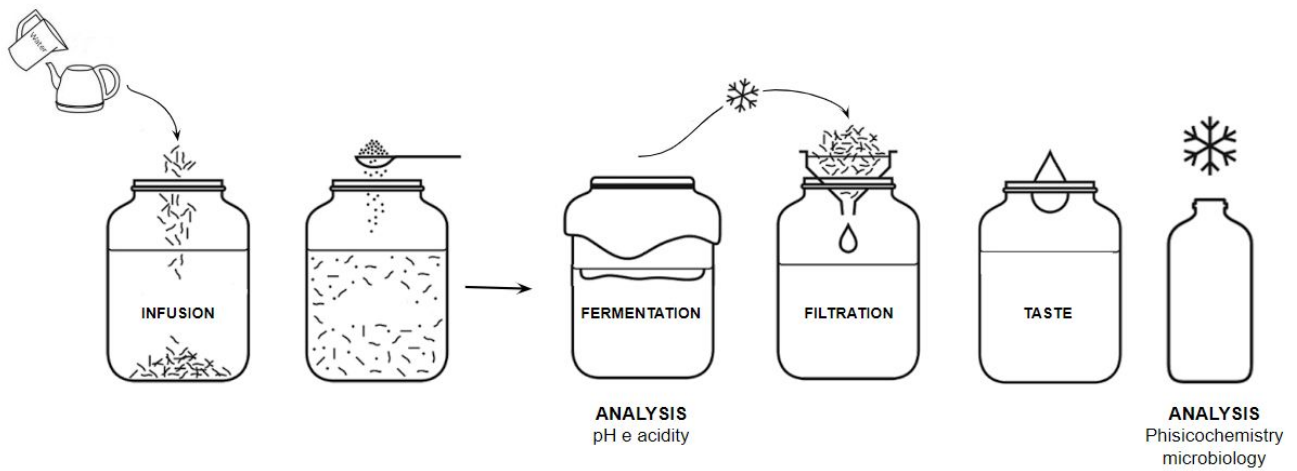 Water
INFUSION
FERMENTATION
FILTRATION
TASTE
ANALYSIS
pH e acidity
ANALYSIS
Phisicochemistry
microbiology